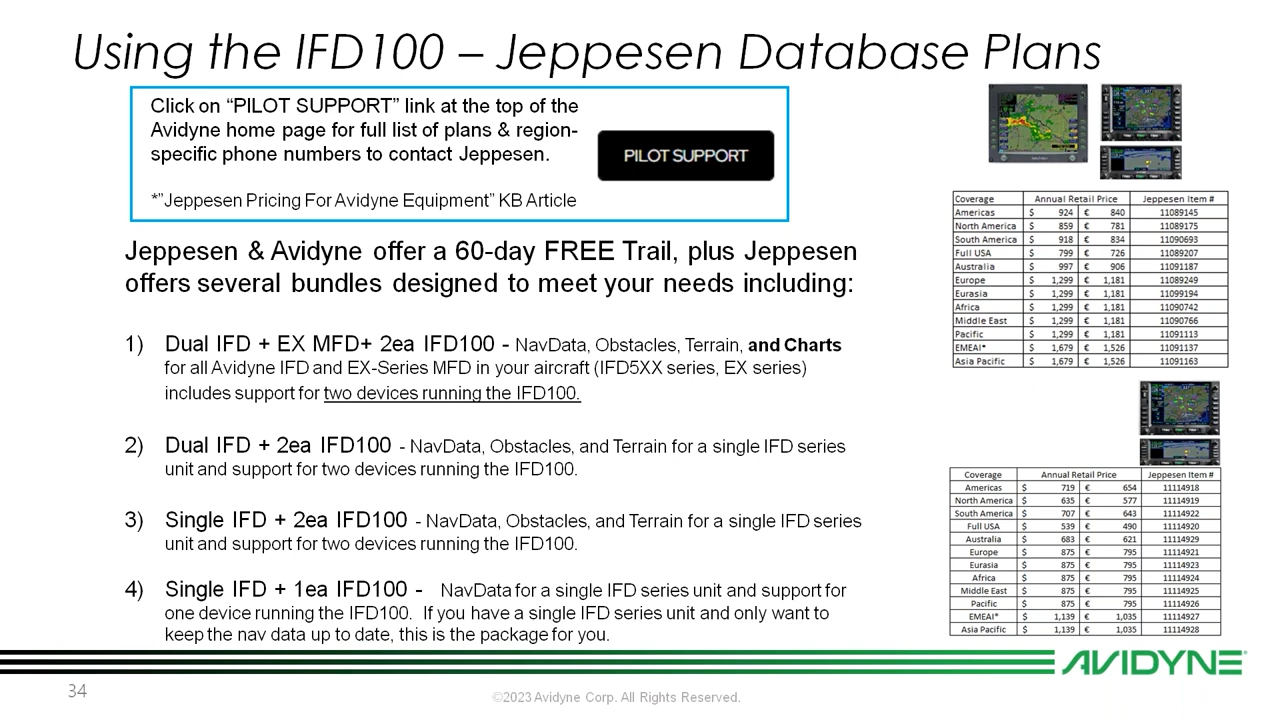 Using the IFD100 – Jeppesen Database Plans
Click on “PILOT SUPPORT” link at the top of the
Avidyne home page for full list of plans & region-
specific phone numbers to contact Jeppesen.
PILOT SUPPORT
*”Jeppesen Pricing For Avidyne Equipment” KB Article
Jeppesen & Avidyne offer a 60-day FREE Trail, plus Jeppesen
offers several bundles designed to meet your needs including:
1) Dual IFD + EX MFD+ 2ea IFD100 - NavData, Obstacles, Terrain, and Charts
for all Avidyne IFD and EX-Series MFD in your aircraft (IFD5XX series, EX series)
includes support for two devices running the IFD100.
2) Dual IFD + 2ea IFD100 - NavData, Obstacles, and Terrain for a single IFD series
unit and support for two devices running the IFD100.
3) Single IFD + 2ea IFD100 - NavData, Obstacles, and Terrain for a single IFD series
unit and support for two devices running the IFD100.
4) Single IFD + 1ea IFD100 - NavData for a single IFD series unit and support for
one device running the IFD100. If you have a single IFD series unit and only want to
keep the nav data up to date, this is the package for you.
Coverage Annual Retail Price Jeppesen Item #
Americas $ 924 € 840 11089145
North America $ 859 € 781 11089175
South America $ 918 € 834 11090693
Full USA $ 799 € 726 11089207
Australia $ 997 € 906 11091187
Europe $ 1,299 € 1,181 11089249
Eurasia $ 1,299 € 1,181 11099194
Africa $ 1,299 € 1,181 11090742
Middle East $ 1,299 € 1,181 11090766
Pacific $ 1,299 € 1,181 11091113
EMEAI* $ 1,679 € 1,526 11091137
Asia Pacific $ 1,679 € 1,526 11091163
Coverage Annual Retail Price Jeppesen Item #
Americas $ 719 € 654 11114918
North America $ 635 € 577 11114919
South America $ 707 € 643 11114922
Full USA $ 539 € 490 11114920
Australia $ 683 € 621 11114929
Europe $ 875 € 795 11114921
Eurasia $ 875 € 795 11114923
Africa $ 875 € 795 11114924
Middle East $ 875 € 795 11114925
Pacific $ 875 € 795 11114926
EMEAI* $ 1,139 € 1,035 11114927
Asia Pacific $ 1,139 € 1,035 11114928
AVIDYNE
34
©2023 Avidyne Corp. All Rights Reserved.